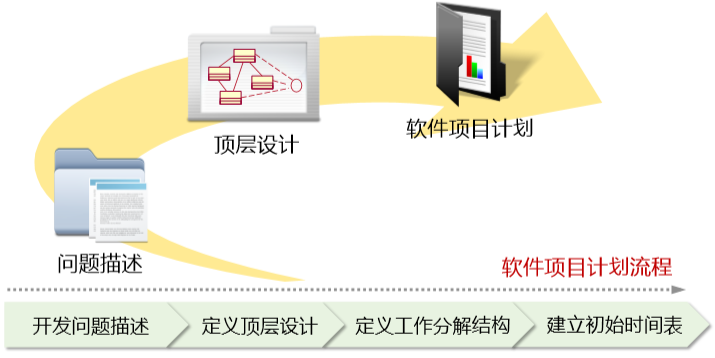 软件项目计划
顶层设计
问题描述
软件项目计划流程
开发问题描述
定义顶层设计
定义工作分解结构
建立初始时间表